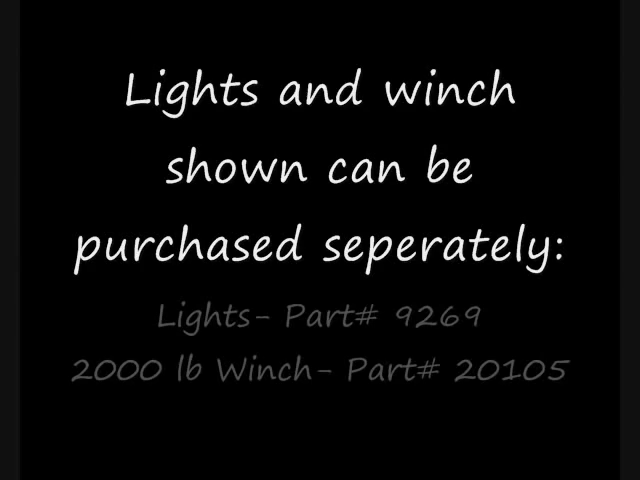 Lights and winch
shown can be
purchased seperately:
Lights- Part# 9269
2000 lb Winch- Part# 20105